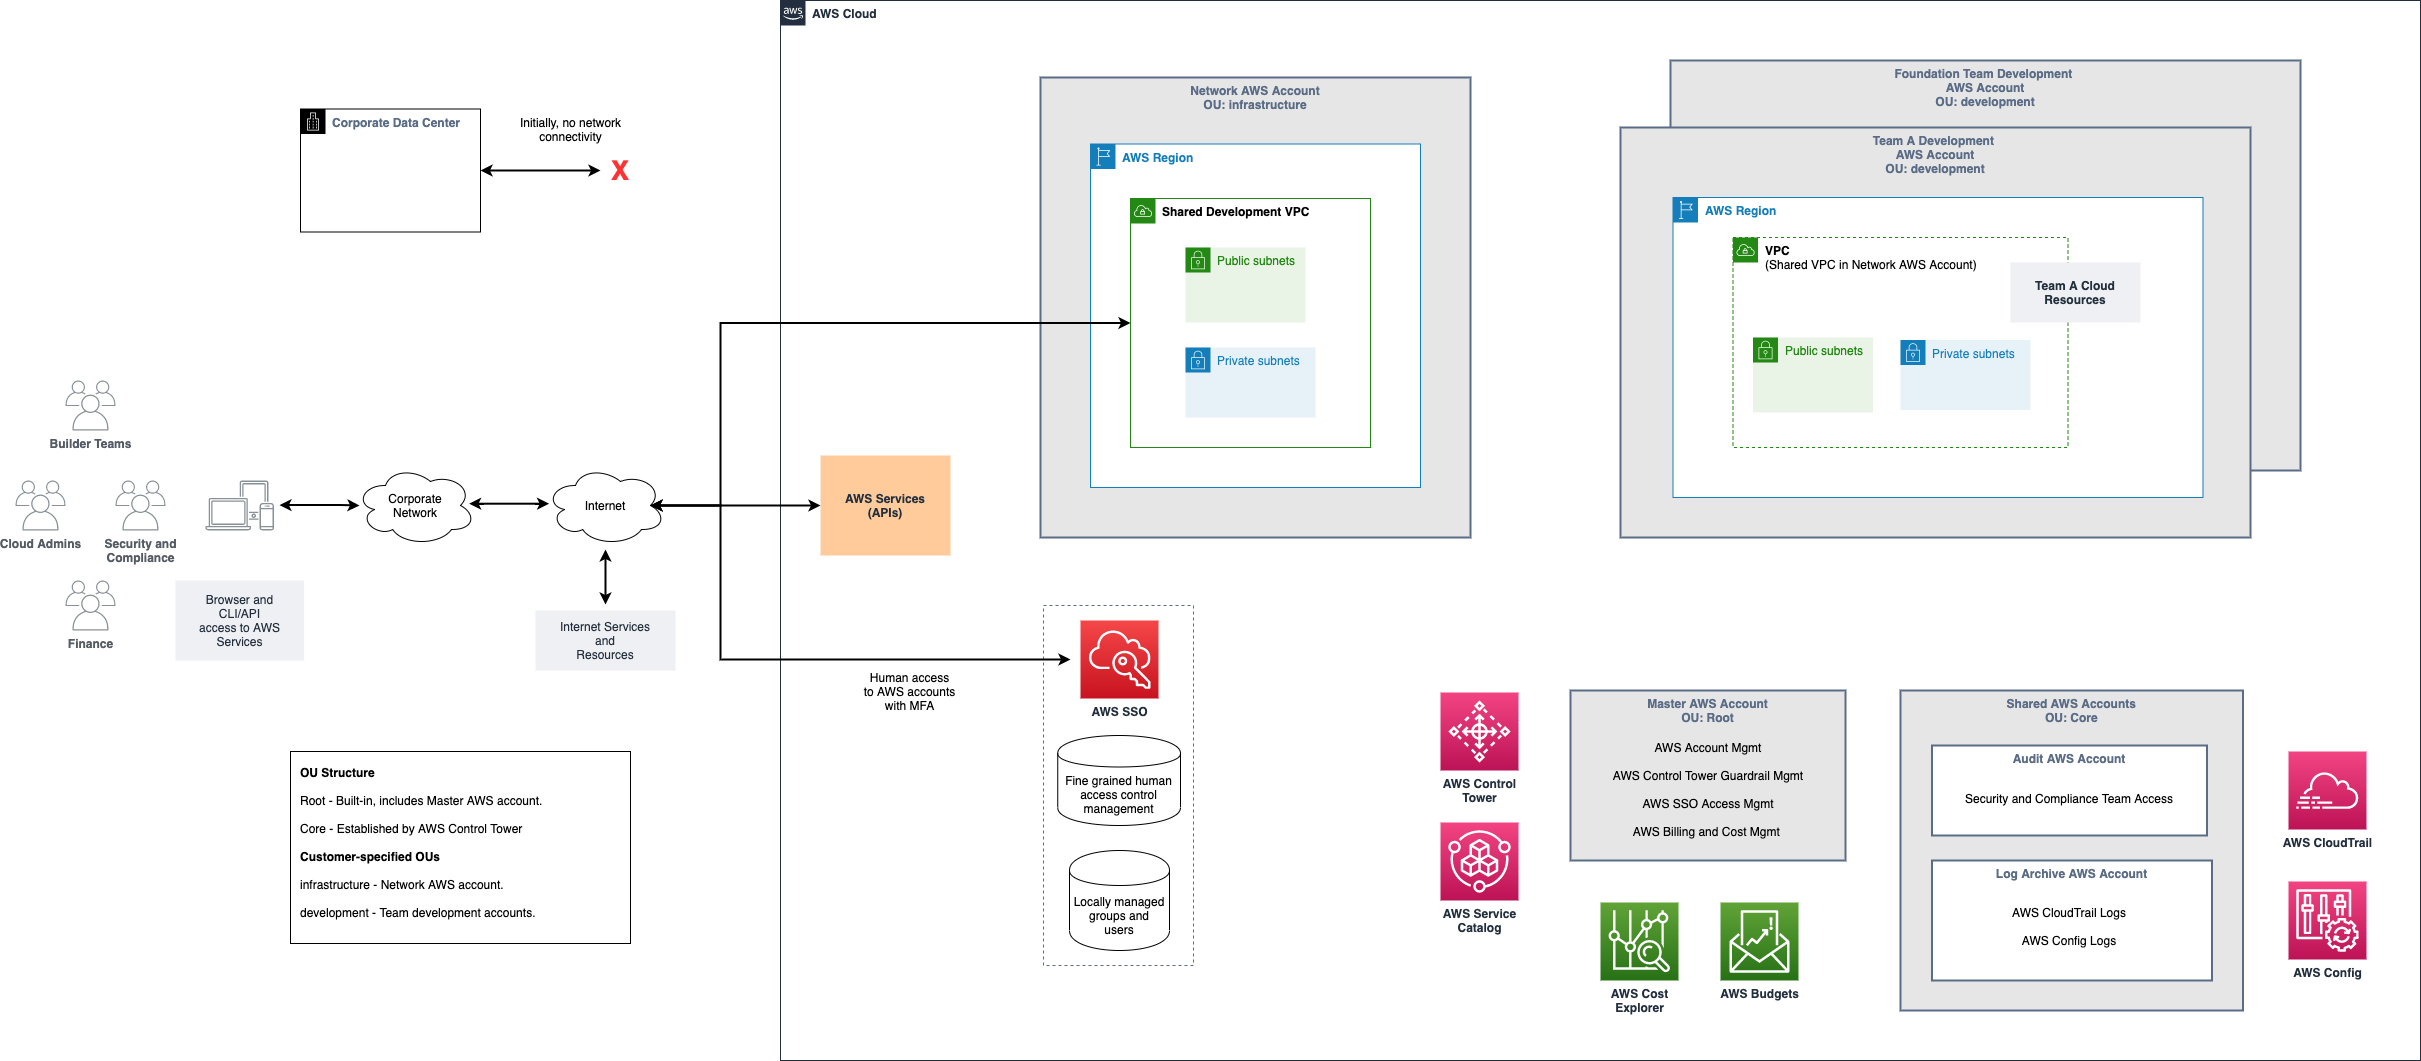 aws
AWS Cloud
Corporate Data Center
Initially, no network
connectivity
X
Network AWS Account
OU: infrastructure
AWS Region
Shared Development VPC
Public subnets
Private subnets
Foundation Team Development
AWS Account
OU: development
Team A Development
AWS Account
OU: development
AWS Region
VPC
(Shared VPC in Network AWS Account)
Team A Cloud
Resources
Public subnets
Private subnets
Builder Teams
Cloud Admins
Security and
Compliance
Finance
Browser and
CLI/API
access to AWS
Services
Corporate
Network
Internet
Internet Services
and
Resources
AWS Services
(APIs)
Human access
to AWS accounts
with MFA
AWS SSO
Fine grained human
access control
management
Locally managed
groups and
users
OU Structure
Root - Built-in, includes Master AWS account.
Core - Established by AWS Control Tower
Customer-specified OUs
infrastructure - Network AWS account.
development - Team development accounts.
AWS Control
Tower
AWS Service
Catalog
Master AWS Account
OU: Root
AWS Account Mgmt
AWS Control Tower Guardrail Mgmt
AWS SSO Access Mgmt
AWS Billing and Cost Mgmt
AWS Cost
Explorer
AWS Budgets
Shared AWS Accounts
OU: Core
Audit AWS Account
Security and Compliance Team Access
Log Archive AWS Account
AWS CloudTrail Logs
AWS Config Logs
AWS CloudTrail
AWS Config